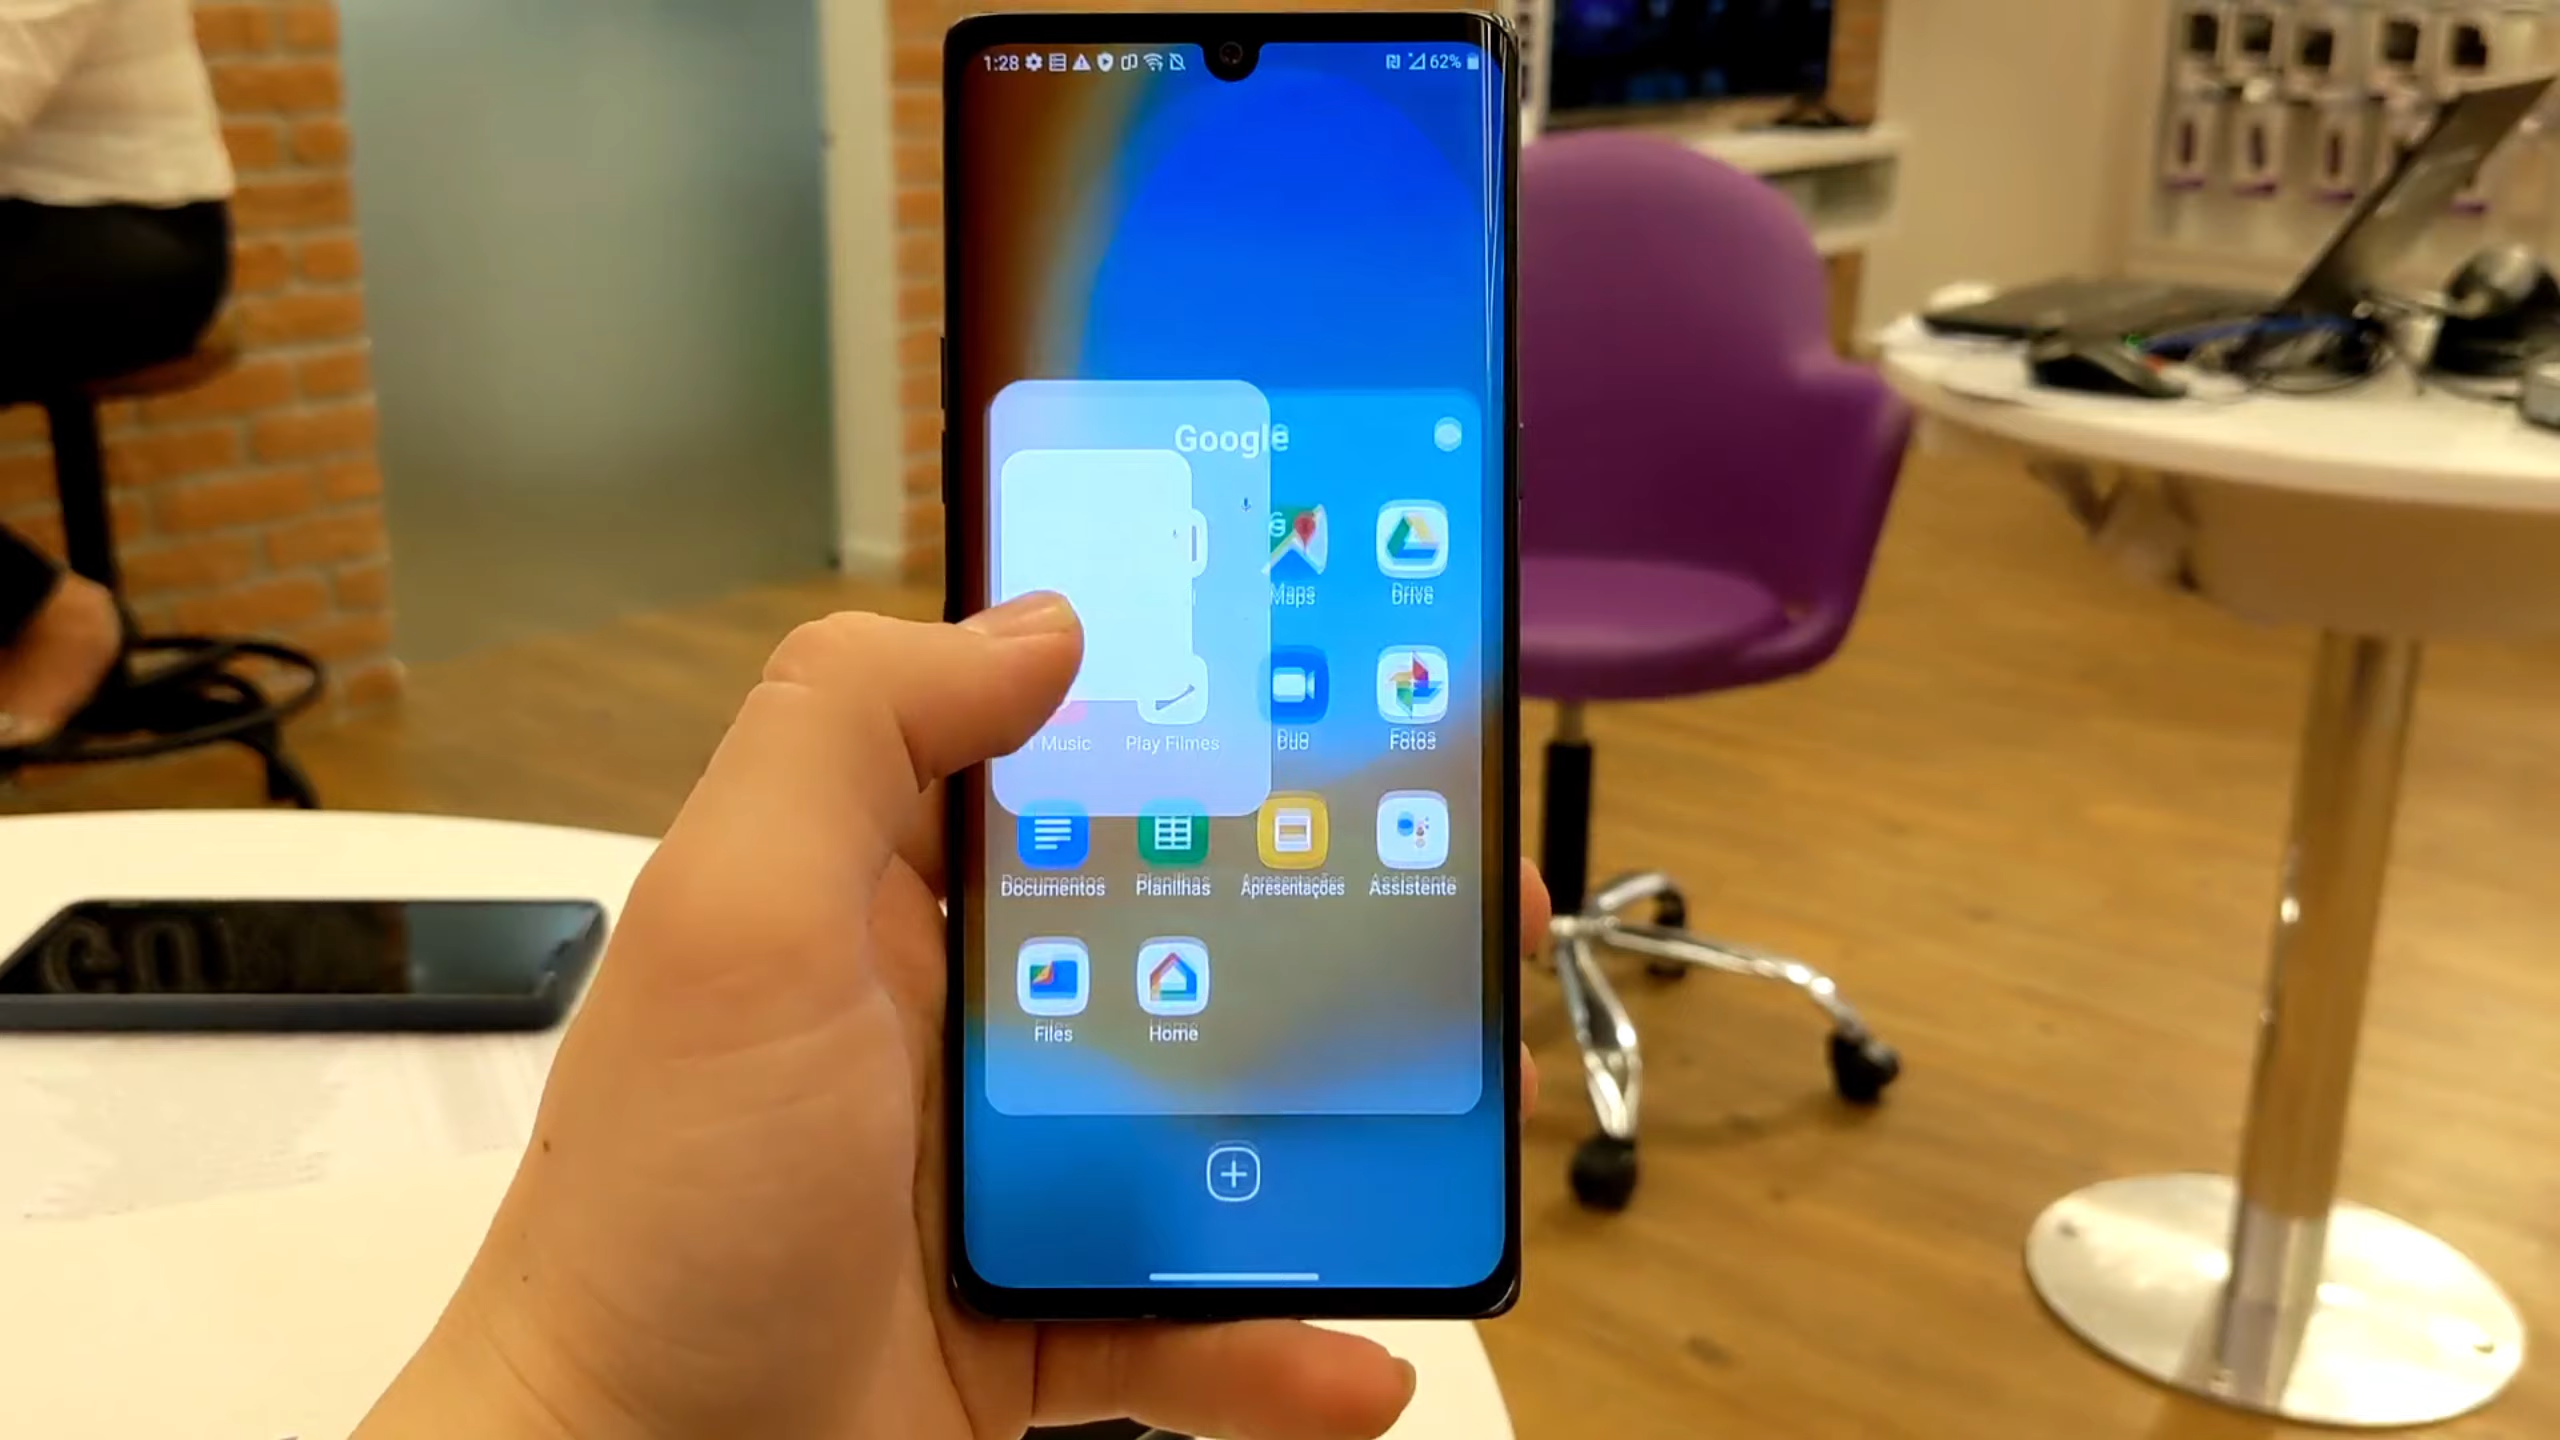 1:28
62%
Google
Maps Drive
Music Play Filmes Duo Fotos
Documentos Planilhas Apresentações Assistente
Files Home